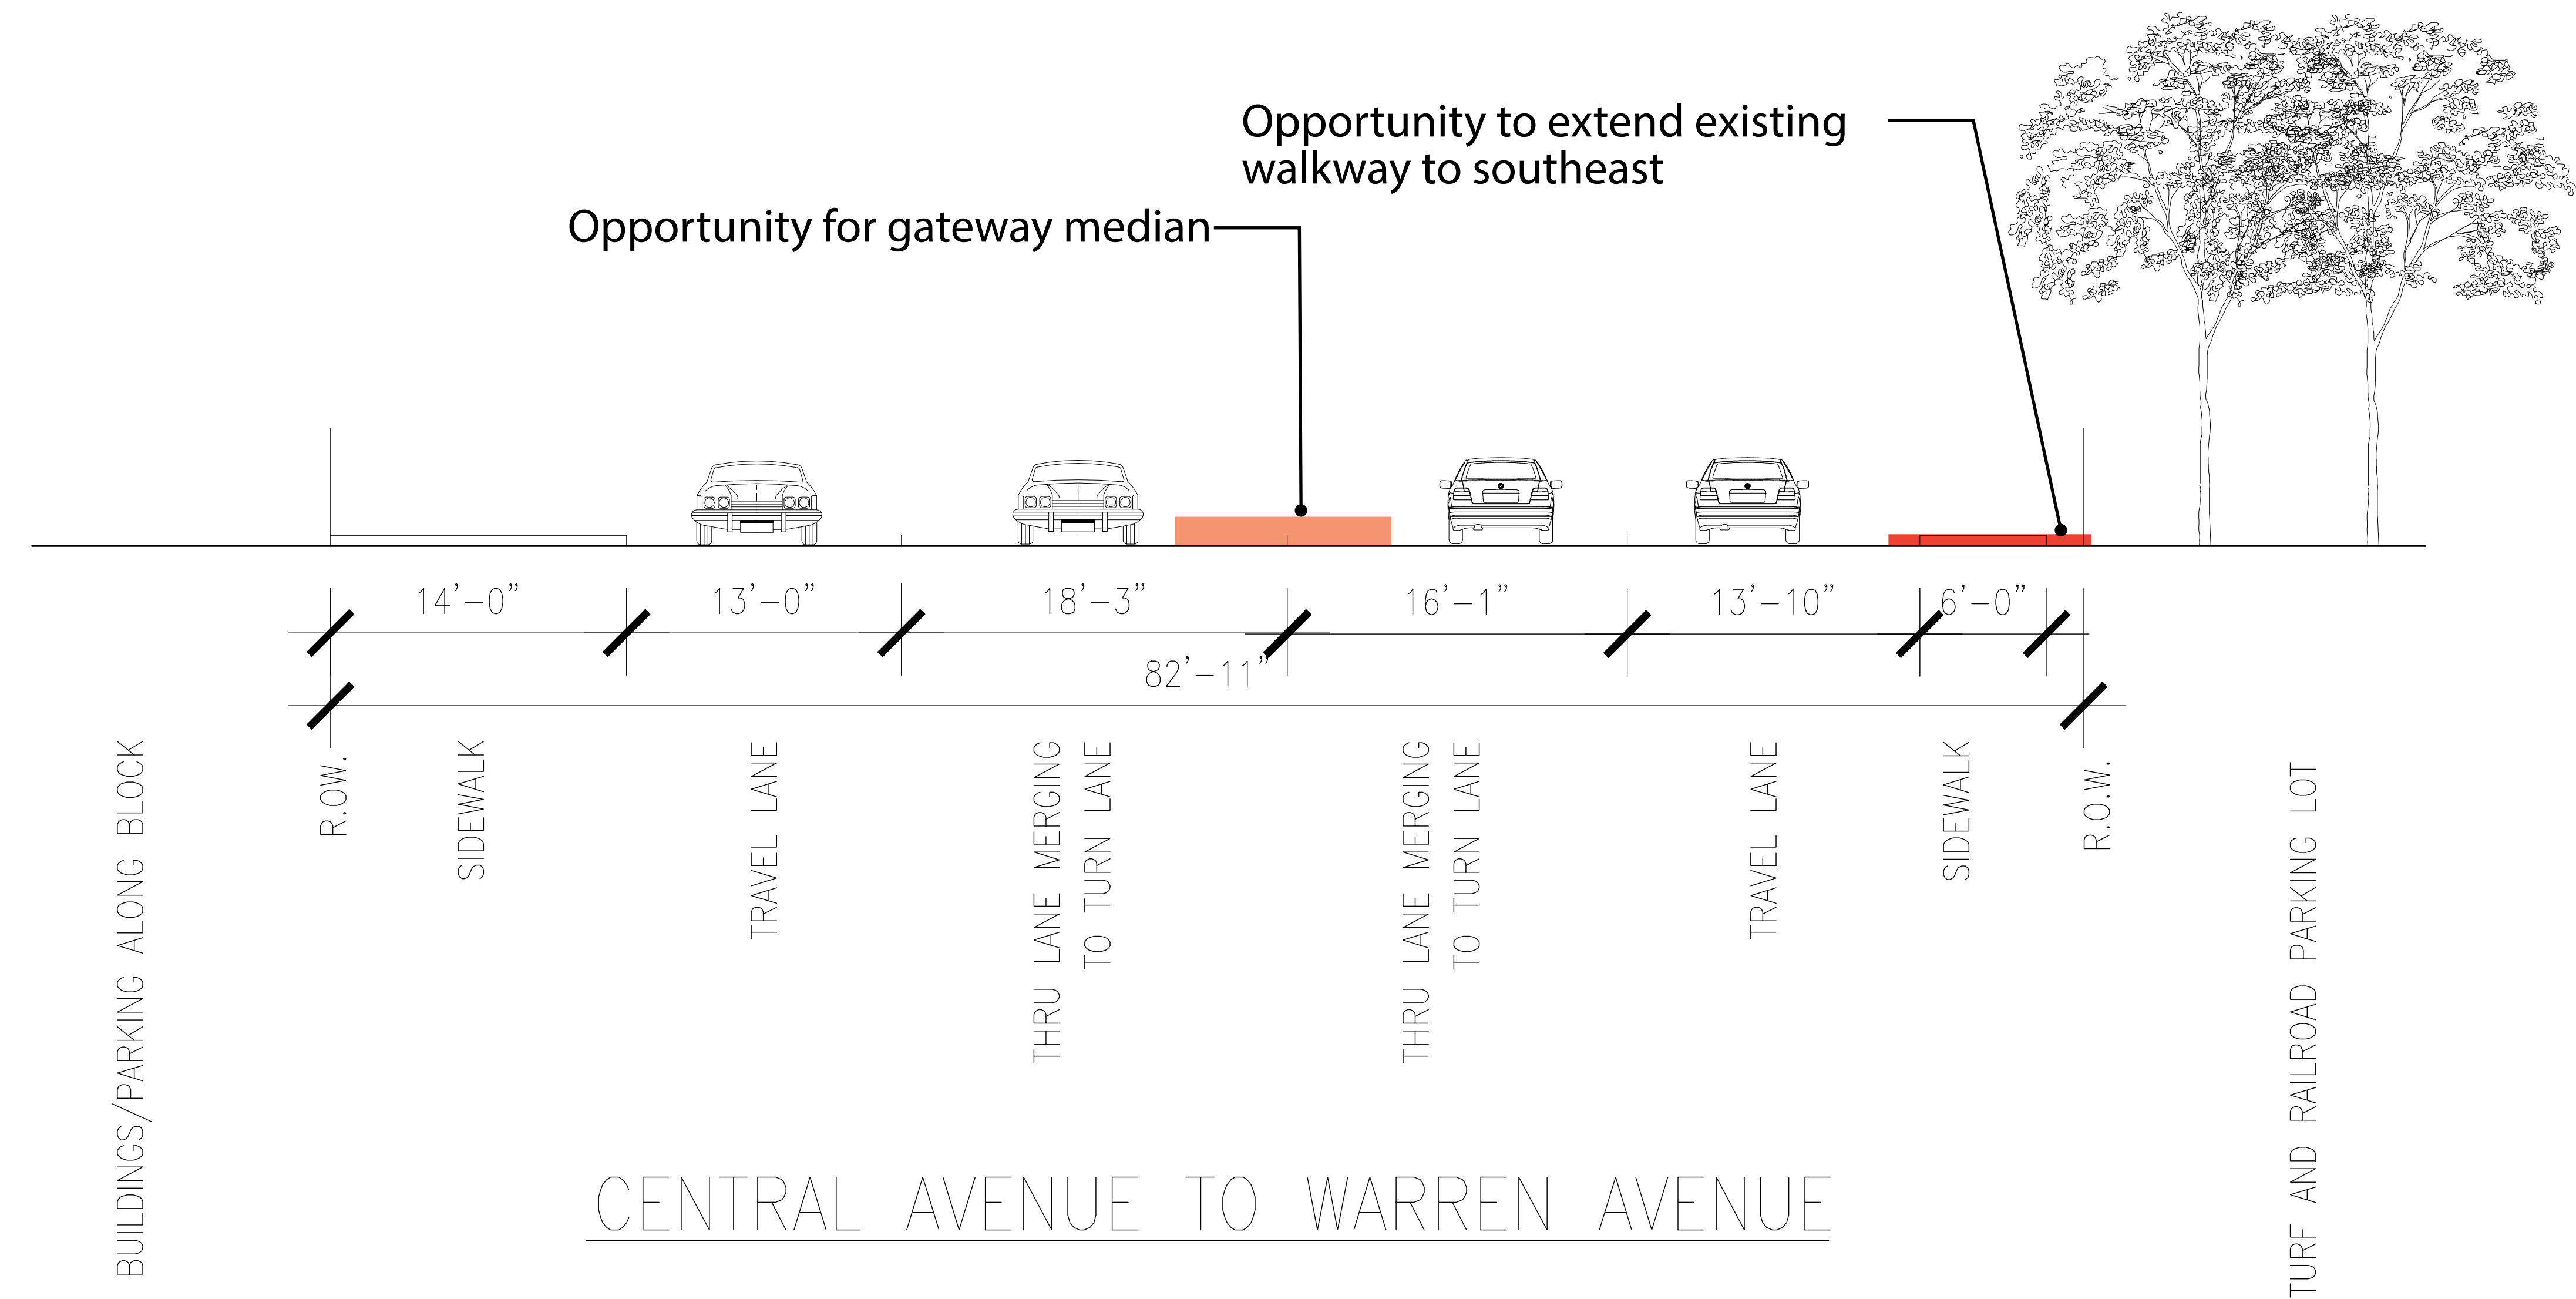 Opportunity to extend existing
walkway to southeast
Opportunity for gateway median
14’-0”
13’-0”
18’-3”
16’-1”
13’-10”
6’-0”
82’-11”
BUILDINGS/PARKING ALONG BLOCK
R.OW.
SIDEWALK
TRAVEL LANE
THRU LANE MERGING
TO TURN LANE
THRU LANE MERGING
TO TURN LANE
TRAVEL LANE
SIDEWALK
R.O.W.
TURF AND RAILROAD PARKING LOT
CENTRAL AVENUE TO WARREN AVENUE